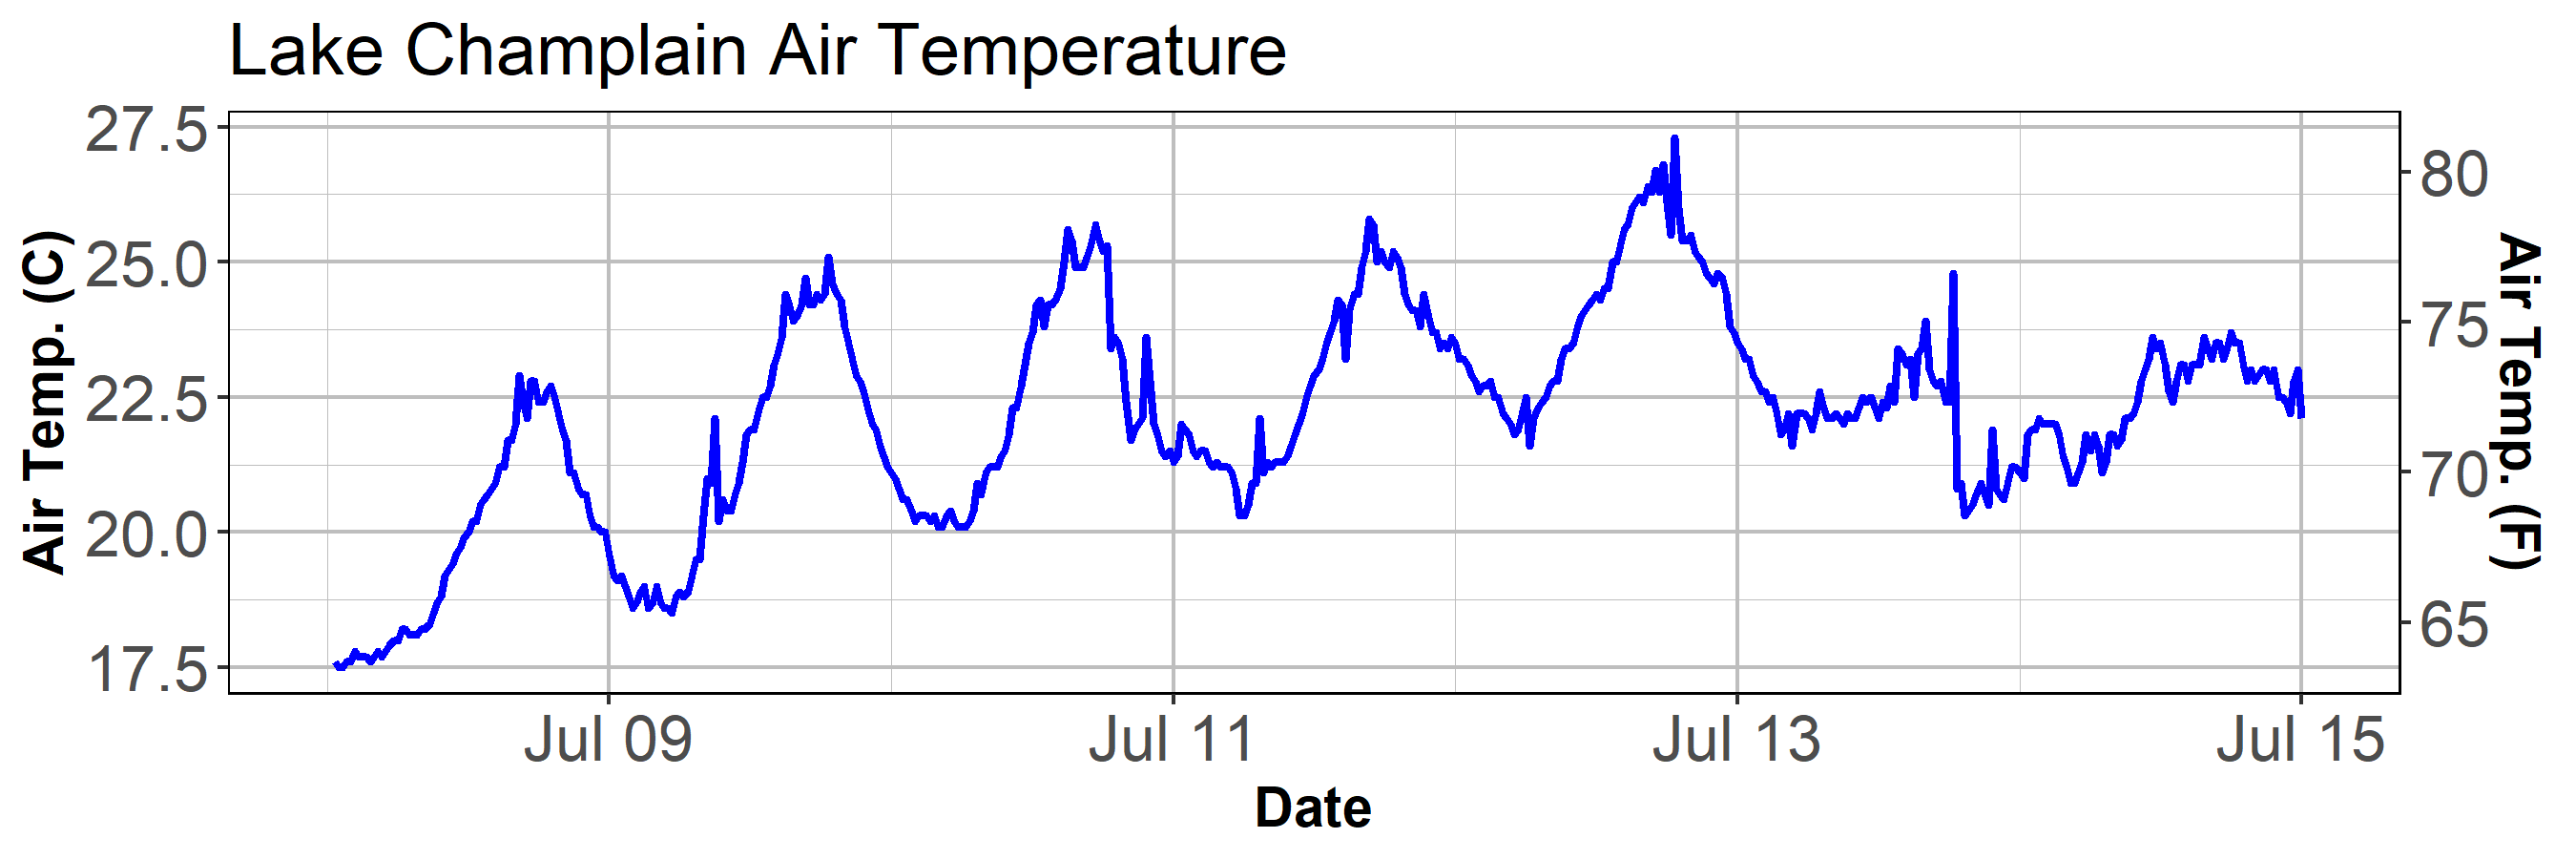 Lake Champlain Air Temperature
Air Temp. (C)
27.5
25.0
22.5
20.0
17.5
80
75
70
65
Air Temp. (F)
Jul 09 Jul 11 Jul 13 Jul 15
Date